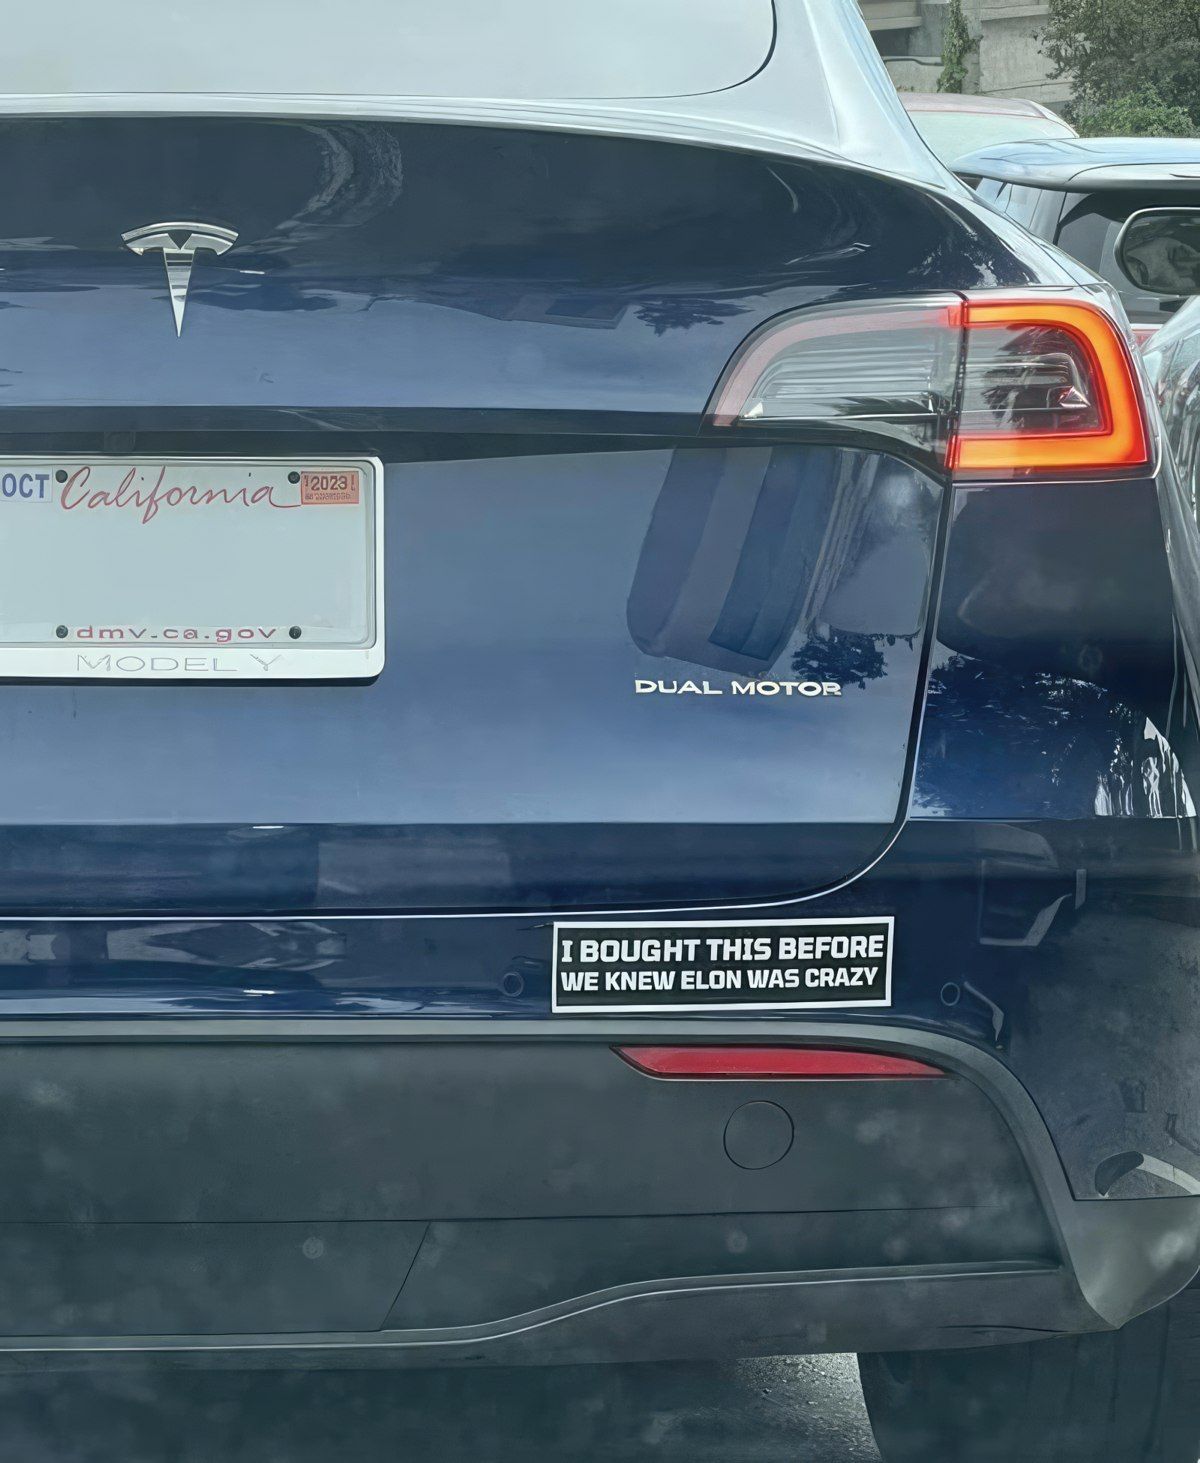 OCT California 2023
dmv.ca.gov
MODEL Y
DUAL MOTOR
I BOUGHT THIS BEFORE
WE KNEW ELON WAS CRAZY